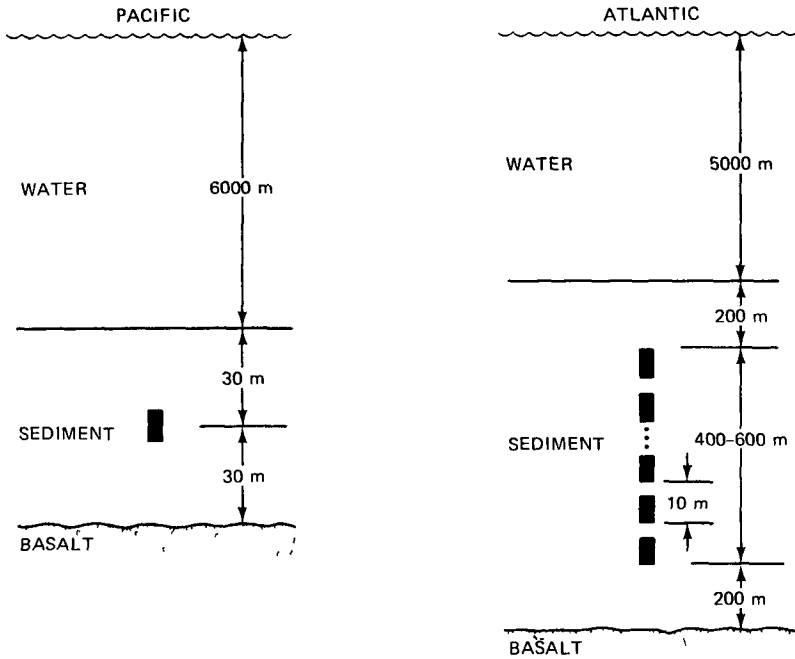 PACIFIC
WATER
6000 m
30 m
SEDIMENT
30 m
BASALT
ATLANTIC
WATER
5000 m
200 m
SEDIMENT
400-600 m
10 m
200 m
BASALT